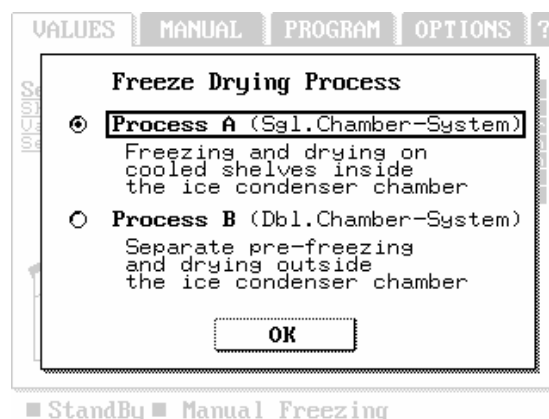 VALUES MANUAL PROGRAM OPTIONS ?
Freeze Drying Process
Process A (Sgl.Chamber-System)
Freezing and drying on
cooled shelves inside
the ice condenser chamber
Process B (Dbl.Chamber-System)
Separate pre-freezing
and drying outside
the ice condenser chamber
OK
StandBy Manual Freezing